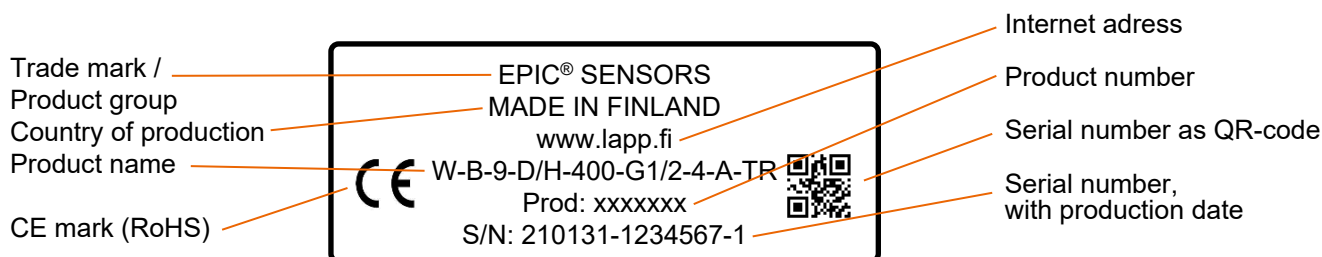 Internet adress
Trade mark /
Product group
Country of production
Product name
CE mark (RoHS)
EPIC® SENSORS
MADE IN FINLAND
www.lapp.fi
W-B-9-D/H-400-G1/2-4-A-TR
Prod: xxxxxxx
S/N: 210131-1234567-1
CE
Product number
Serial number as QR-code
Serial number,
with production date